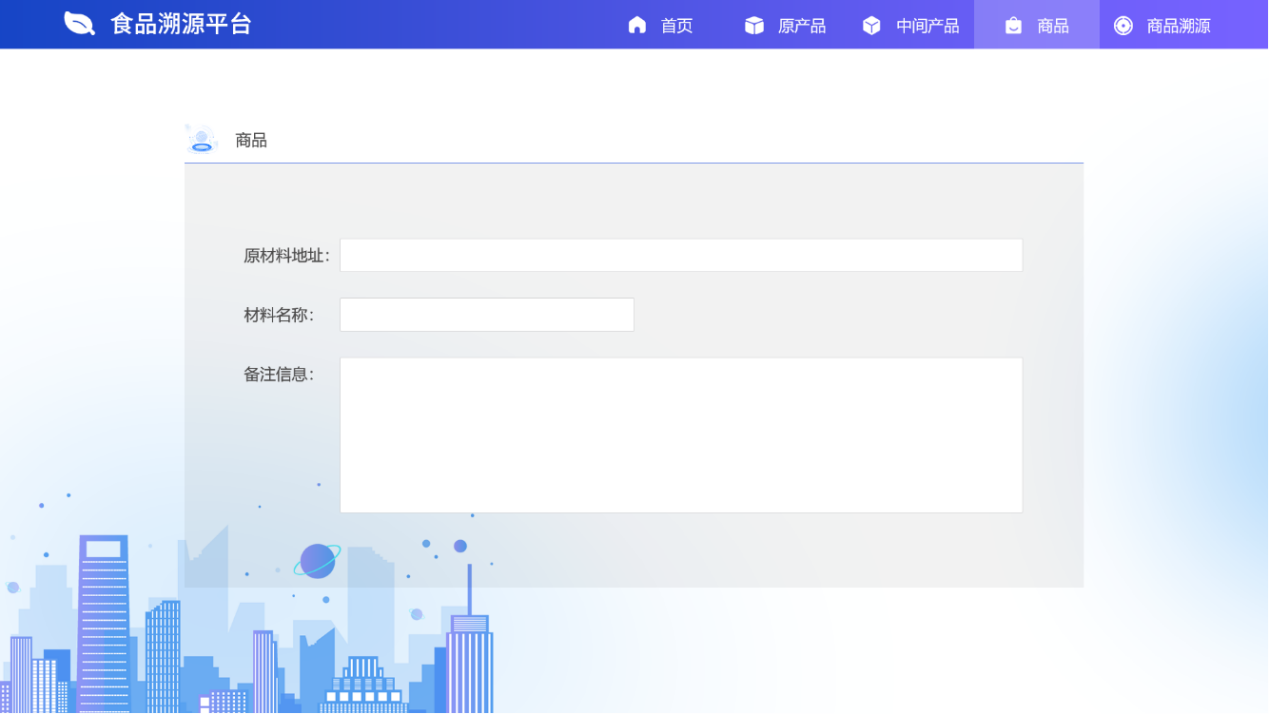 食品溯源平台
首页
原产品
中间产品
商品
商品溯源
商品
原材料地址：
材料名称：
备注信息：